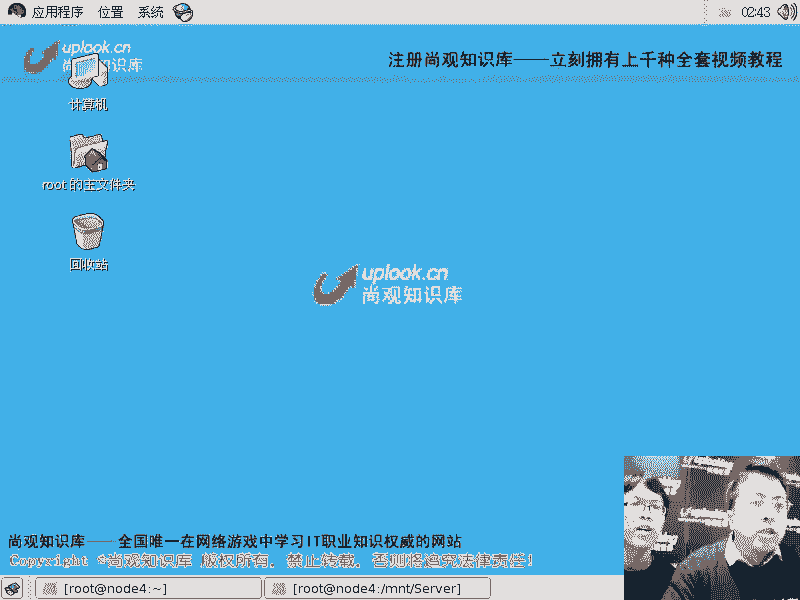 应用程序 位置 系统 02:43
uplook.cn
尚观知识库
注册尚观知识库——立刻拥有上千种全套视频教程
计算机
root 的主文件夹
回收站
uplook.cn
尚观知识库
尚观知识库——全国唯一在网络游戏中学习IT职业知识权威的网站
Copyright ©尚观知识库 版权所有，禁止转载，否则将追究法律责任！
[root@node4:~] [root@node4:/mnt/Server]